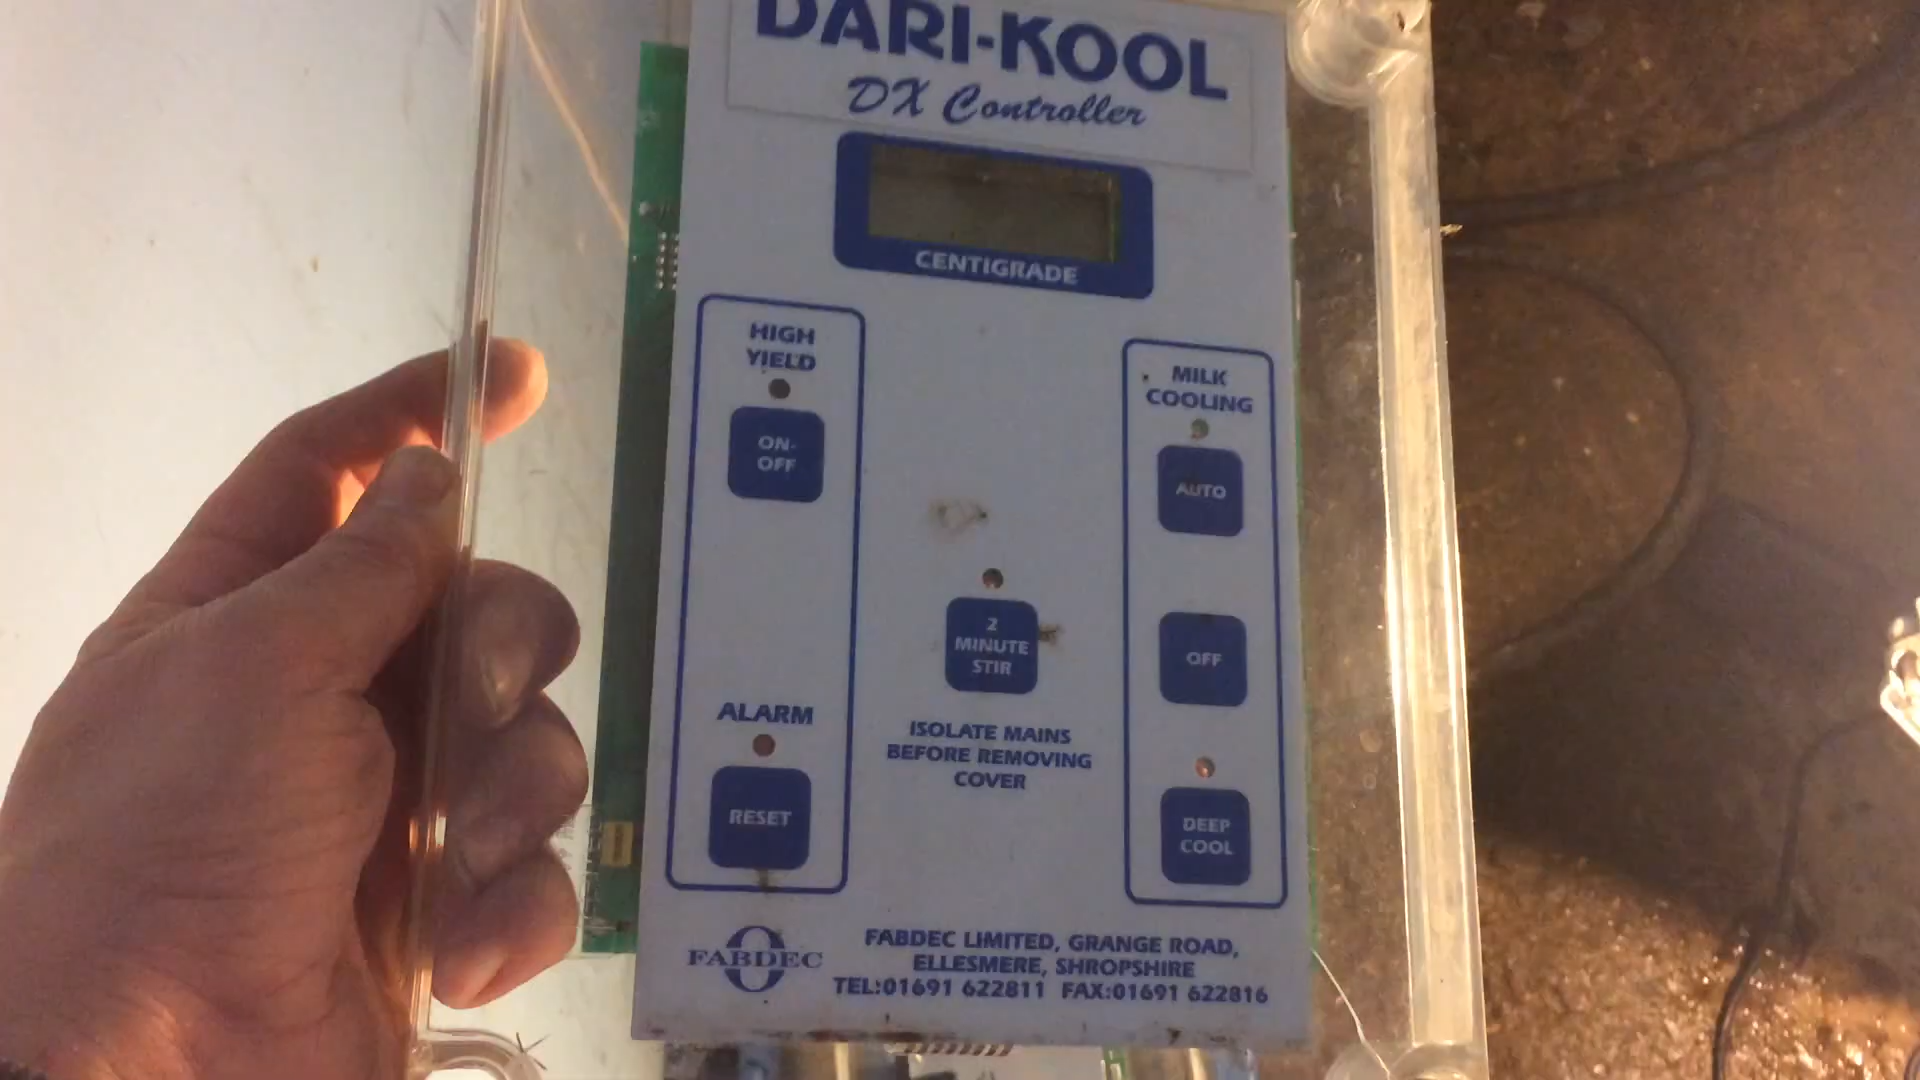 DARI-KOOL
DX Controller
CENTIGRADE
HIGH
YIELD
ON-
OFF
ALARM
RESET
2
MINUTE
STIR
ISOLATE MAINS
BEFORE REMOVING
COVER
MILK
COOLING
AUTO
OFF
DEEP
COOL
FABDEC
FABDEC LIMITED, GRANGE ROAD,
ELLESMERE, SHROPSHIRE
TEL:01691 622811 FAX:01691 622816